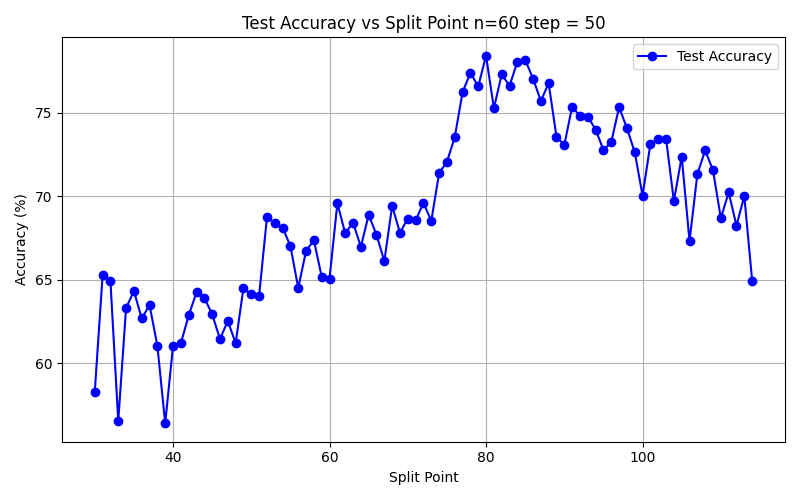 Test Accuracy vs Split Point n=60 step = 50
Test Accuracy
Accuracy (%)
75
70
65
60
40
60
80
100
Split Point